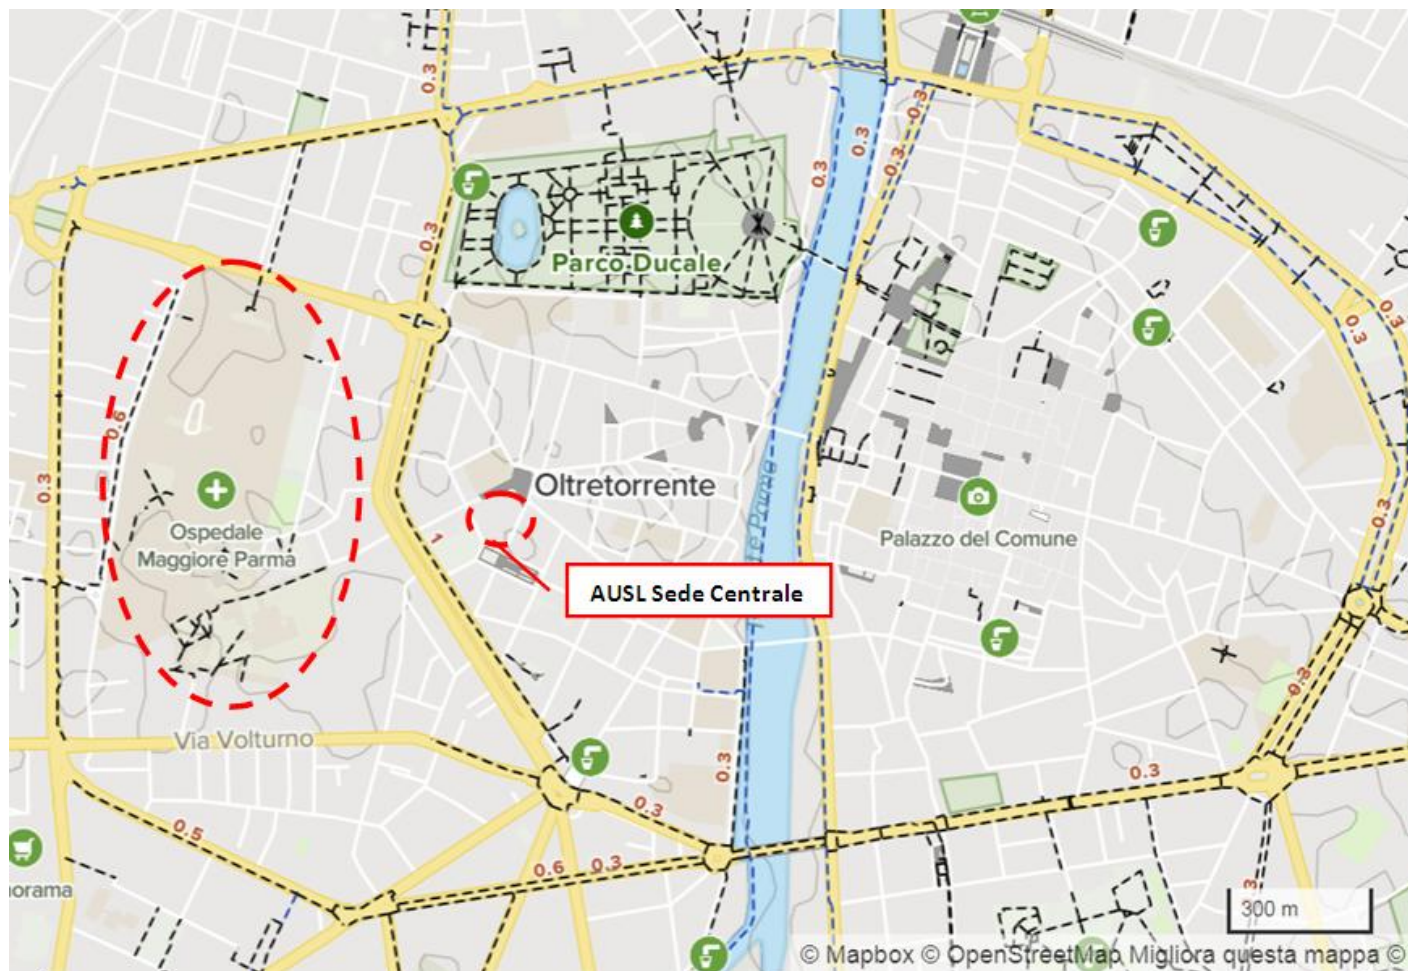 0.3
0.3
0.3
0.3
0.3
0.3
Parco Ducale
0.3
0.3
0.3
0.6
0.3
Oltretorrente
Ospedale
Maggiore Parma
1
Palazzo del Comune
0.3
AUSL Sede Centrale
0.3
Via Volturno
0.3
0.3
0.3
0.5
0.6
0.3
norama
300 m
© Mapbox © OpenStreetMap Migliora questa mappa ©